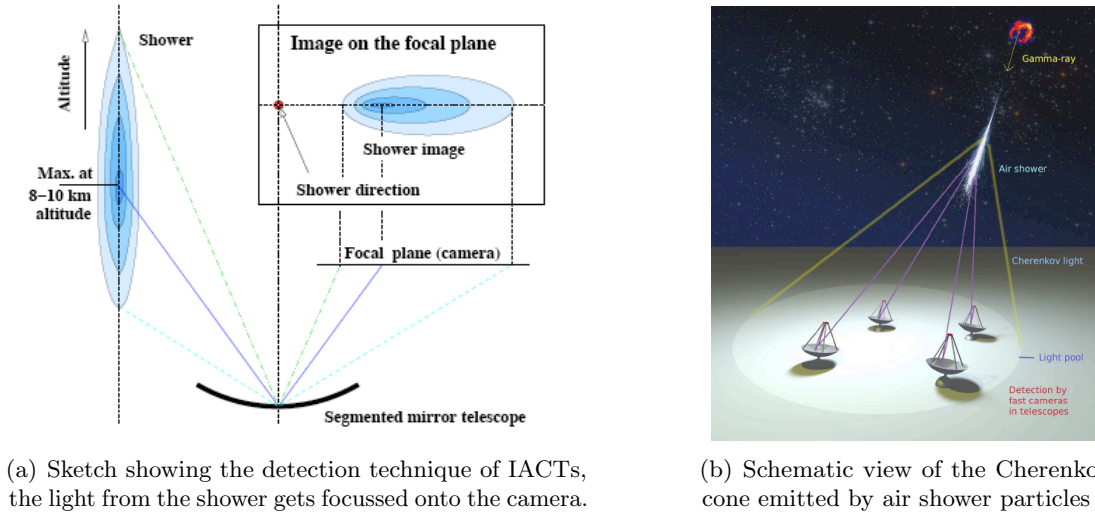 Shower
Altitude
Max. at
8–10 km
altitude
Image on the focal plane
Shower image
Shower direction
Focal plane (camera)
Segmented mirror telescope
Gamma-ray
Air shower
Cherenkov light
Light pool
Detection by
fast cameras
in telescopes
(a) Sketch showing the detection technique of IACTs,
the light from the shower gets focussed onto the camera.
(b) Schematic view of the Cherenko
cone emitted by air shower particles